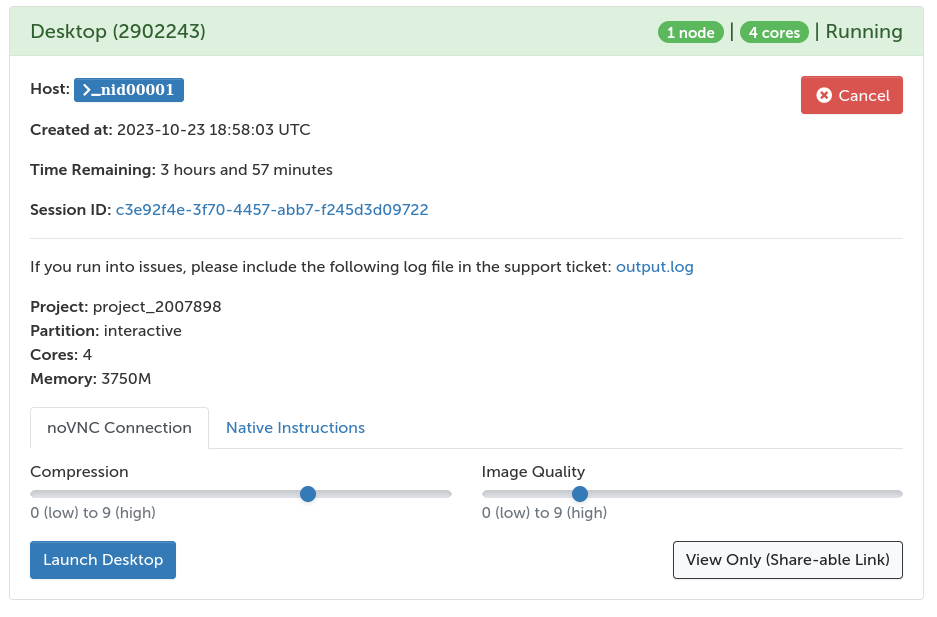 Desktop (2902243)
1 node | 4 cores | Running
Host: >_nid00001
Cancel
Created at: 2023-10-23 18:58:03 UTC
Time Remaining: 3 hours and 57 minutes
Session ID: c3e92f4e-3f70-4457-abb7-f245d3d09722
If you run into issues, please include the following log file in the support ticket: output.log
Project: project_2007898
Partition: interactive
Cores: 4
Memory: 3750M
noVNC Connection
Native Instructions
Compression
0 (low) to 9 (high)
Image Quality
0 (low) to 9 (high)
Launch Desktop
View Only (Share-able Link)